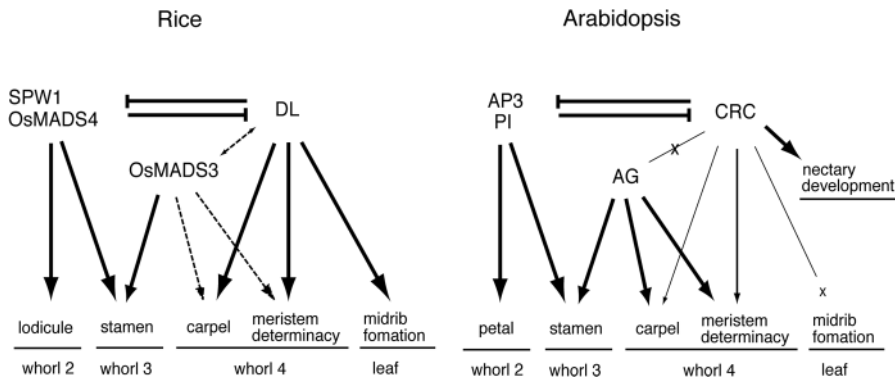 Rice
SPW1
OsMADS4
DL
OsMADS3
lodicule
stamen
carpel
meristem
determinacy
midrib
fomation
whorl 2
whorl 3
whorl 4
leaf
Arabidopsis
AP3
PI
CRC
x
AG
nectary
development
x
petal
stamen
carpel
meristem
determinacy
midrib
fomation
whorl 2
whorl 3
whorl 4
leaf